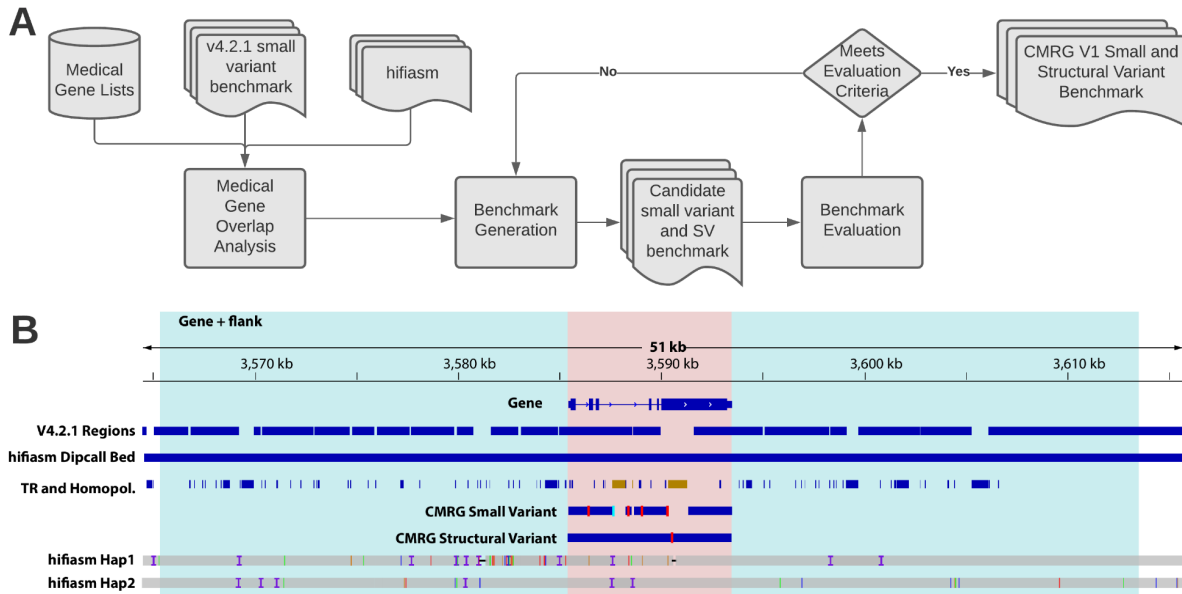 A
Medical
Gene Lists
v4.2.1 small
variant
benchmark
hifiasm
Meets
Evaluation
Criteria
No
Yes
CMRG V1 Small and
Structural Variant
Benchmark
Medical
Gene
Overlap
Analysis
Benchmark
Generation
Candidate
small variant
and SV
benchmark
Benchmark
Evaluation
B
Gene + flank
51 kb
3,570 kb 3,580 kb 3,590 kb 3,600 kb 3,610 kb
Gene
V4.2.1 Regions
hifiasm Dipcall Bed
TR and Homopol.
CMRG Small Variant
CMRG Structural Variant
hifiasm Hap1
hifiasm Hap2